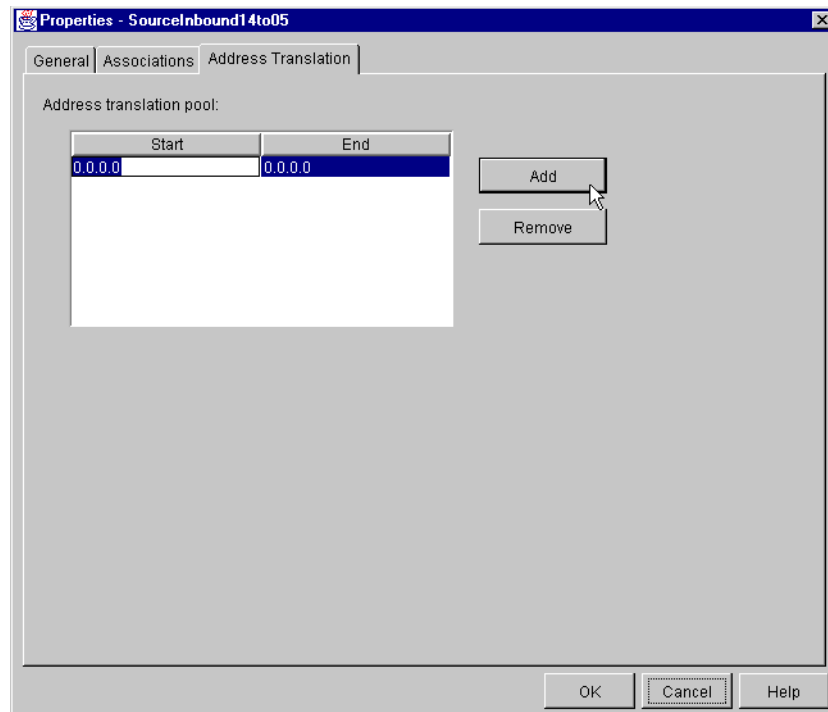 Properties - SourceInbound14to05
General Associations Address Translation
Address translation pool:
Start End
0.0.0.0 0.0.0.0
Add
Remove
OK Cancel Help